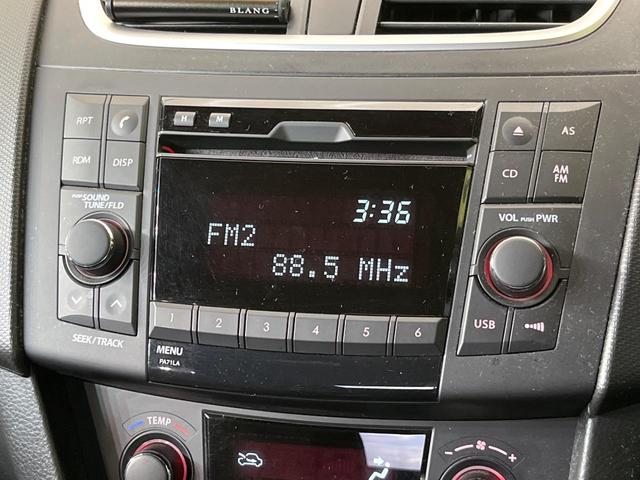 BLANG
H M
RPT
RDM DISP
AS
CD AM FM
PUSH SOUND
TUNE/FLD
VOL PUSH PWR
3:36
FM2
88.5 MHz
1 2 3 4 5 6
SEEK/TRACK
MENU
PA71LA
USB
TEMP
- +